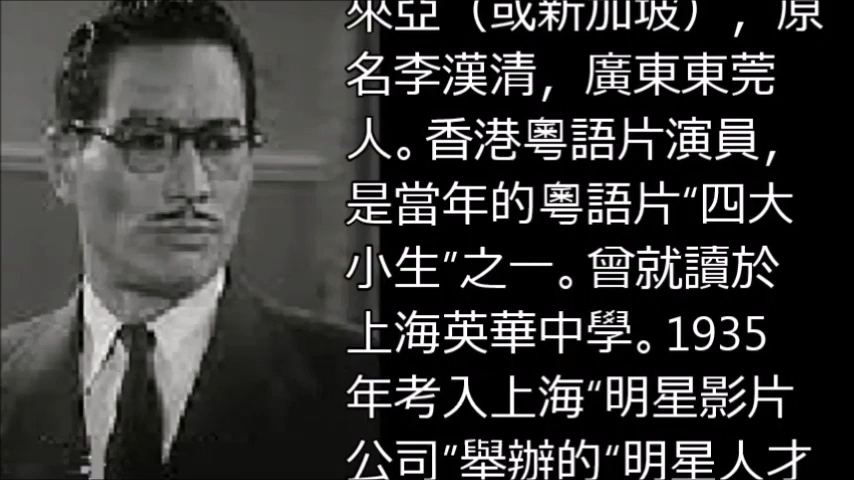 來亞（或新加坡），原
名李漢清，廣東東莞
人。香港粵語片演員，
是當年的粵語片“四大
小生”之一。曾就讀於
上海英華中學。1935
年考入上海“明星影片
公司”舉辦的“明星人才